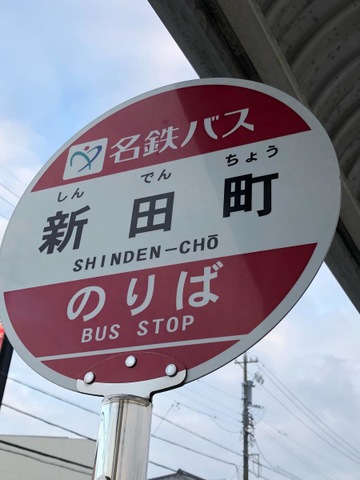 名鉄バス
しん でん ちょう
新田町
SHINDEN-CHŌ
のりば
BUS STOP